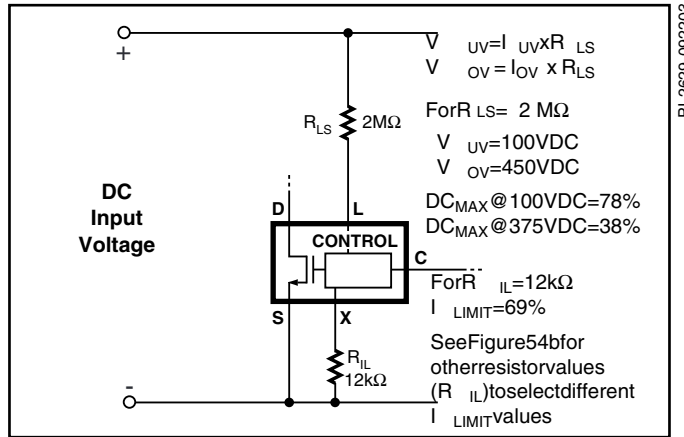 +
DC
Input
Voltage
-
R LS 2MΩ
D L
CONTROL
C
S X
R IL
12kΩ
V UV=I UVxR LS
V OV = I OV x R LS
ForR LS= 2 MΩ
V UV=100VDC
V OV=450VDC
DC MAX@100VDC=78%
DC MAX@375VDC=38%
ForR IL=12kΩ
I LIMIT=69%
SeeFigure54bfor
otherresistorvalues
(R IL)toselectdifferent
I LIMITvalues